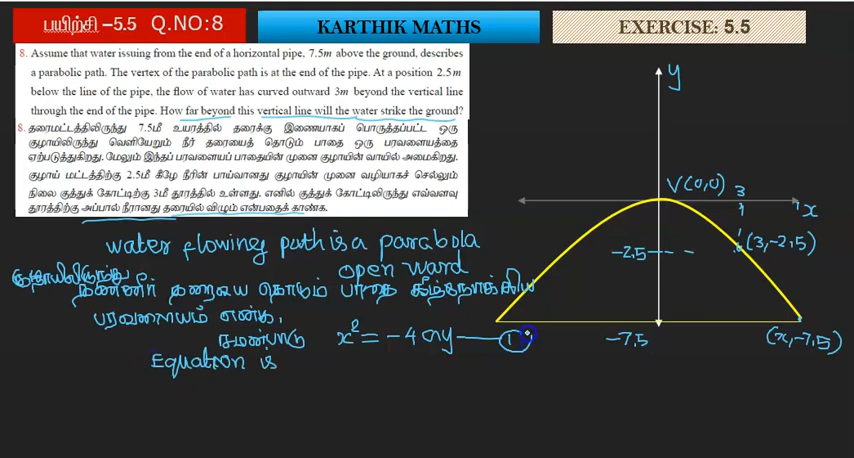 பயிற்சி -5.5 Q.NO:8
KARTHIK MATHS
EXERCISE: 5.5
8. Assume that water issuing from the end of a horizontal pipe, 7.5m above the ground, describes
a parabolic path. The vertex of the parabolic path is at the end of the pipe. At a position 2.5m
below the line of the pipe, the flow of water has curved outward 3m beyond the vertical line
through the end of the pipe. How far beyond this vertical line will the water strike the ground?
8. தரைமட்டத்திலிருந்து 7.5மீ உயரத்தில் தரைக்கு இணையாகப் பொருத்தப்பட்ட ஒரு
குழாயிலிருந்து வெளியேறும் நீர் தரையைத் தொடும் பாதை ஒரு பரவளையத்தை
ஏற்படுத்துகிறது. மேலும் இந்தப் பரவளையப் பாதையின் முனை குழாயின் வாயில் அமைகிறது.
குழாய் மட்டத்திற்கு 2.5மீ கீழே நீரின் பாய்வானது குழாயின் முனை வழியாகச் செல்லும்
நிலை குத்துக் கோட்டிற்கு 3மீ தூரத்தில் உள்ளது. எனில் குத்துக் கோட்டிலிருந்து எவ்வளவு
தூரத்திற்கு அப்பால் நீரானது தரையில் விழும் என்பதைக் காண்க.
y
V(0,0)
3
x
-2.5
(3,-2.5)
-7.5
(x,-7.5)
water flowing path is a parabola
open ward
குழாயிலிருந்து
தண்ணீர் தரையை தொடும் பாதை கீழ்நோக்கிய
பரவளையம் என்க.
சமன்பாடு
x² = -4ay — ①
Equation is